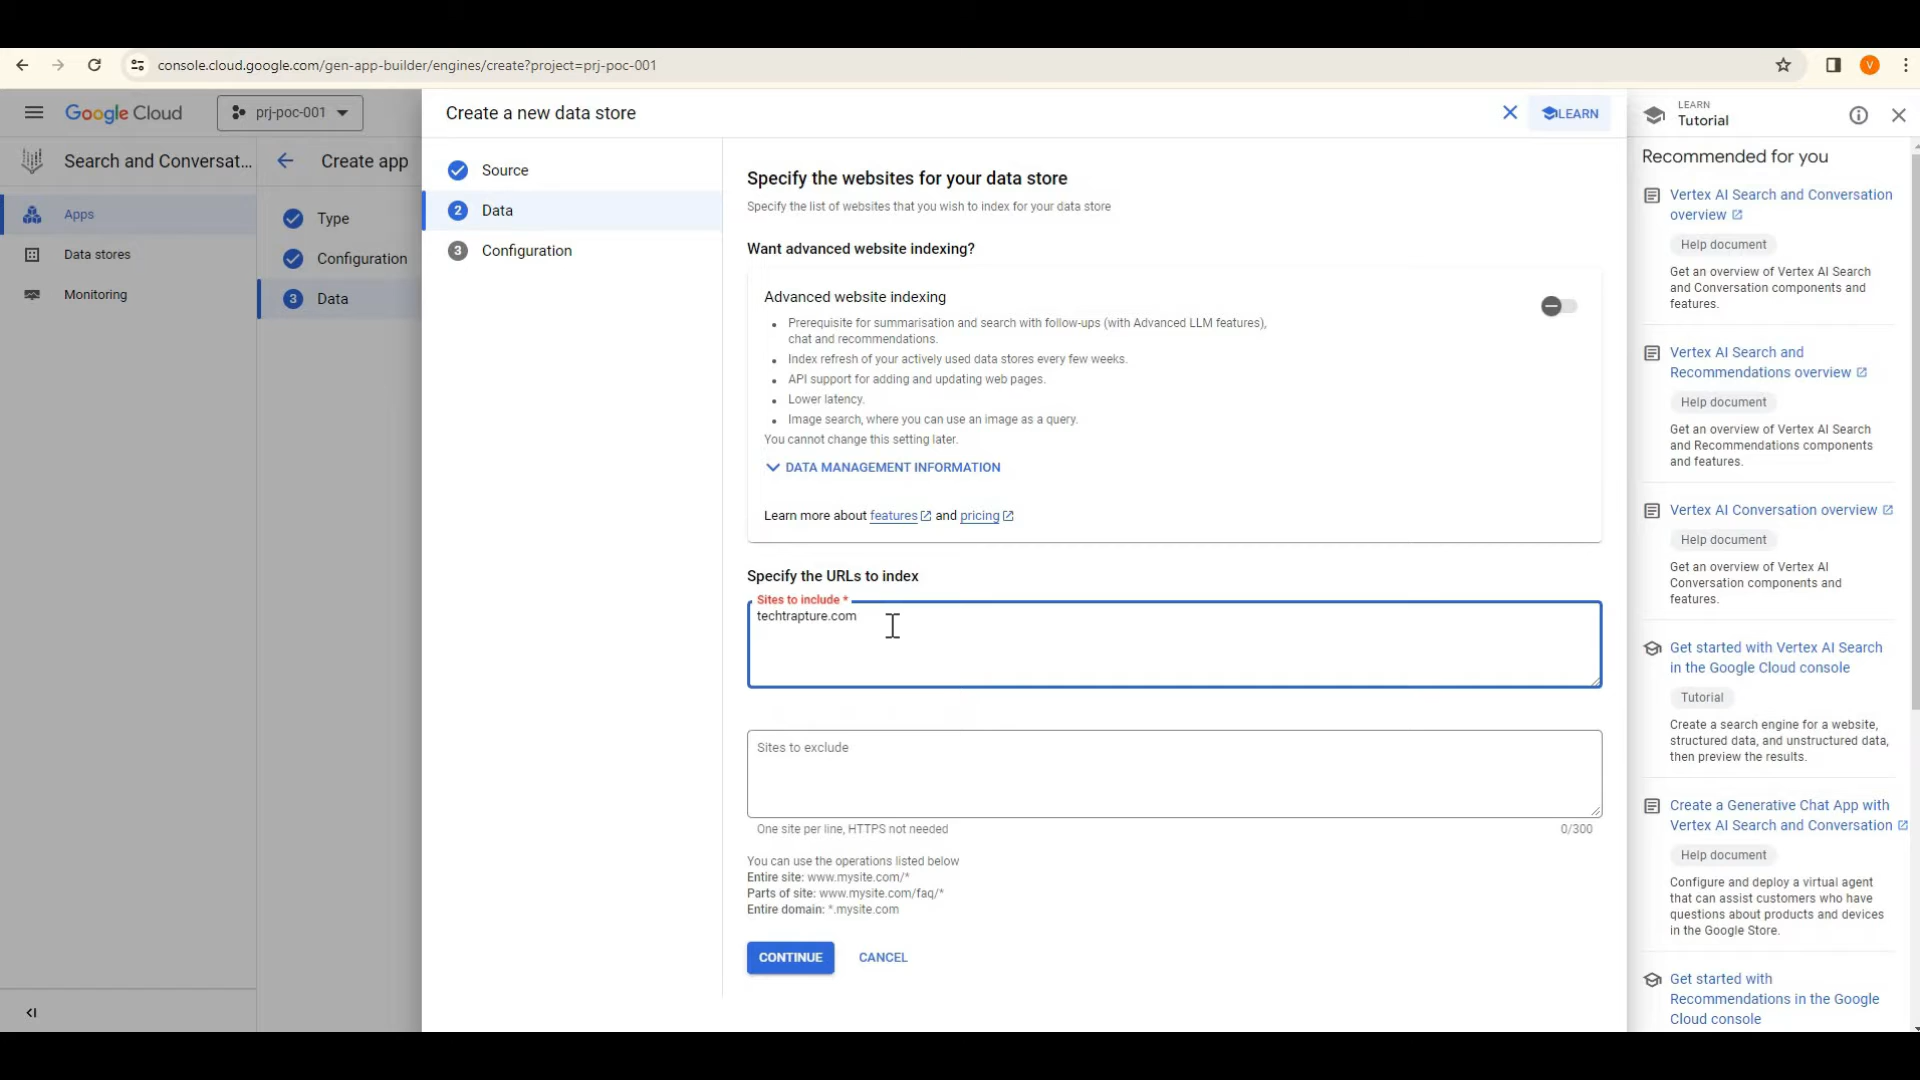 console.cloud.google.com/gen-app-builder/engines/create?project=prj-poc-001
V
Google Cloud
prj-poc-001
Search and Conversat...
Apps
Data stores
Monitoring
Create app
Type
Configuration
3 Data
Create a new data store
LEARN
Source
2 Data
3 Configuration
Specify the websites for your data store
Specify the list of websites that you wish to index for your data store
Want advanced website indexing?
Advanced website indexing
• Prerequisite for summarisation and search with follow-ups (with Advanced LLM features),
chat and recommendations.
• Index refresh of your actively used data stores every few weeks.
• API support for adding and updating web pages.
• Lower latency.
• Image search, where you can use an image as a query.
You cannot change this setting later.
DATA MANAGEMENT INFORMATION
Learn more about features and pricing
Specify the URLs to index
Sites to include *
techtrapture.com
Sites to exclude
One site per line, HTTPS not needed
0/300
You can use the operations listed below
Entire site: www.mysite.com/*
Parts of site: www.mysite.com/faq/*
Entire domain: *.mysite.com
CONTINUE
CANCEL
LEARN
Tutorial
Recommended for you
Vertex AI Search and Conversation
overview
Help document
Get an overview of Vertex AI Search
and Conversation components and
features.
Vertex AI Search and
Recommendations overview
Help document
Get an overview of Vertex AI Search
and Recommendations components
and features.
Vertex AI Conversation overview
Help document
Get an overview of Vertex AI
Conversation components and
features.
Get started with Vertex AI Search
in the Google Cloud console
Tutorial
Create a search engine for a website,
structured data, and unstructured data,
then preview the results.
Create a Generative Chat App with
Vertex AI Search and Conversation
Help document
Configure and deploy a virtual agent
that can assist customers who have
questions about products and devices
in the Google Store.
Get started with
Recommendations in the Google
Cloud console